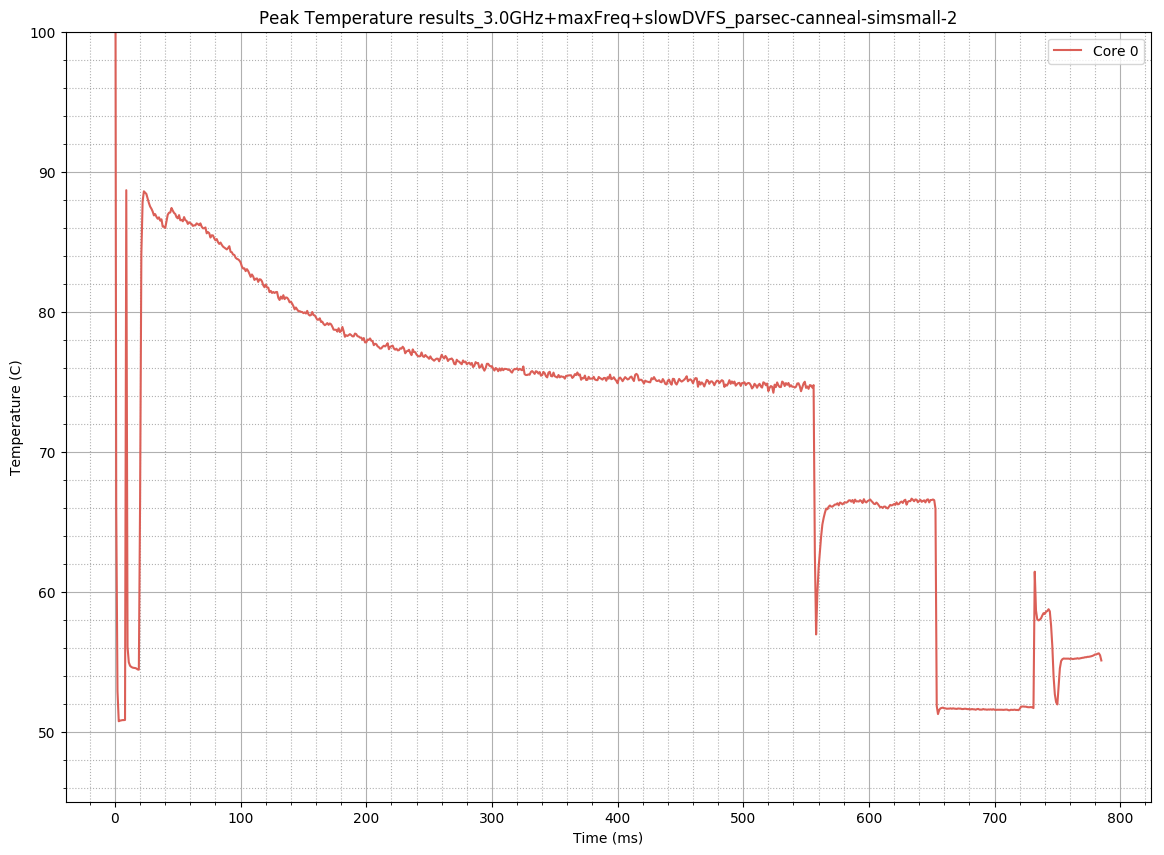 Peak Temperature results_3.0GHz+maxFreq+slowDVFS_parsec-canneal-simsmall-2
Core 0
100
90
80
70
60
50
Temperature (C)
0 100 200 300 400 500 600 700 800
Time (ms)